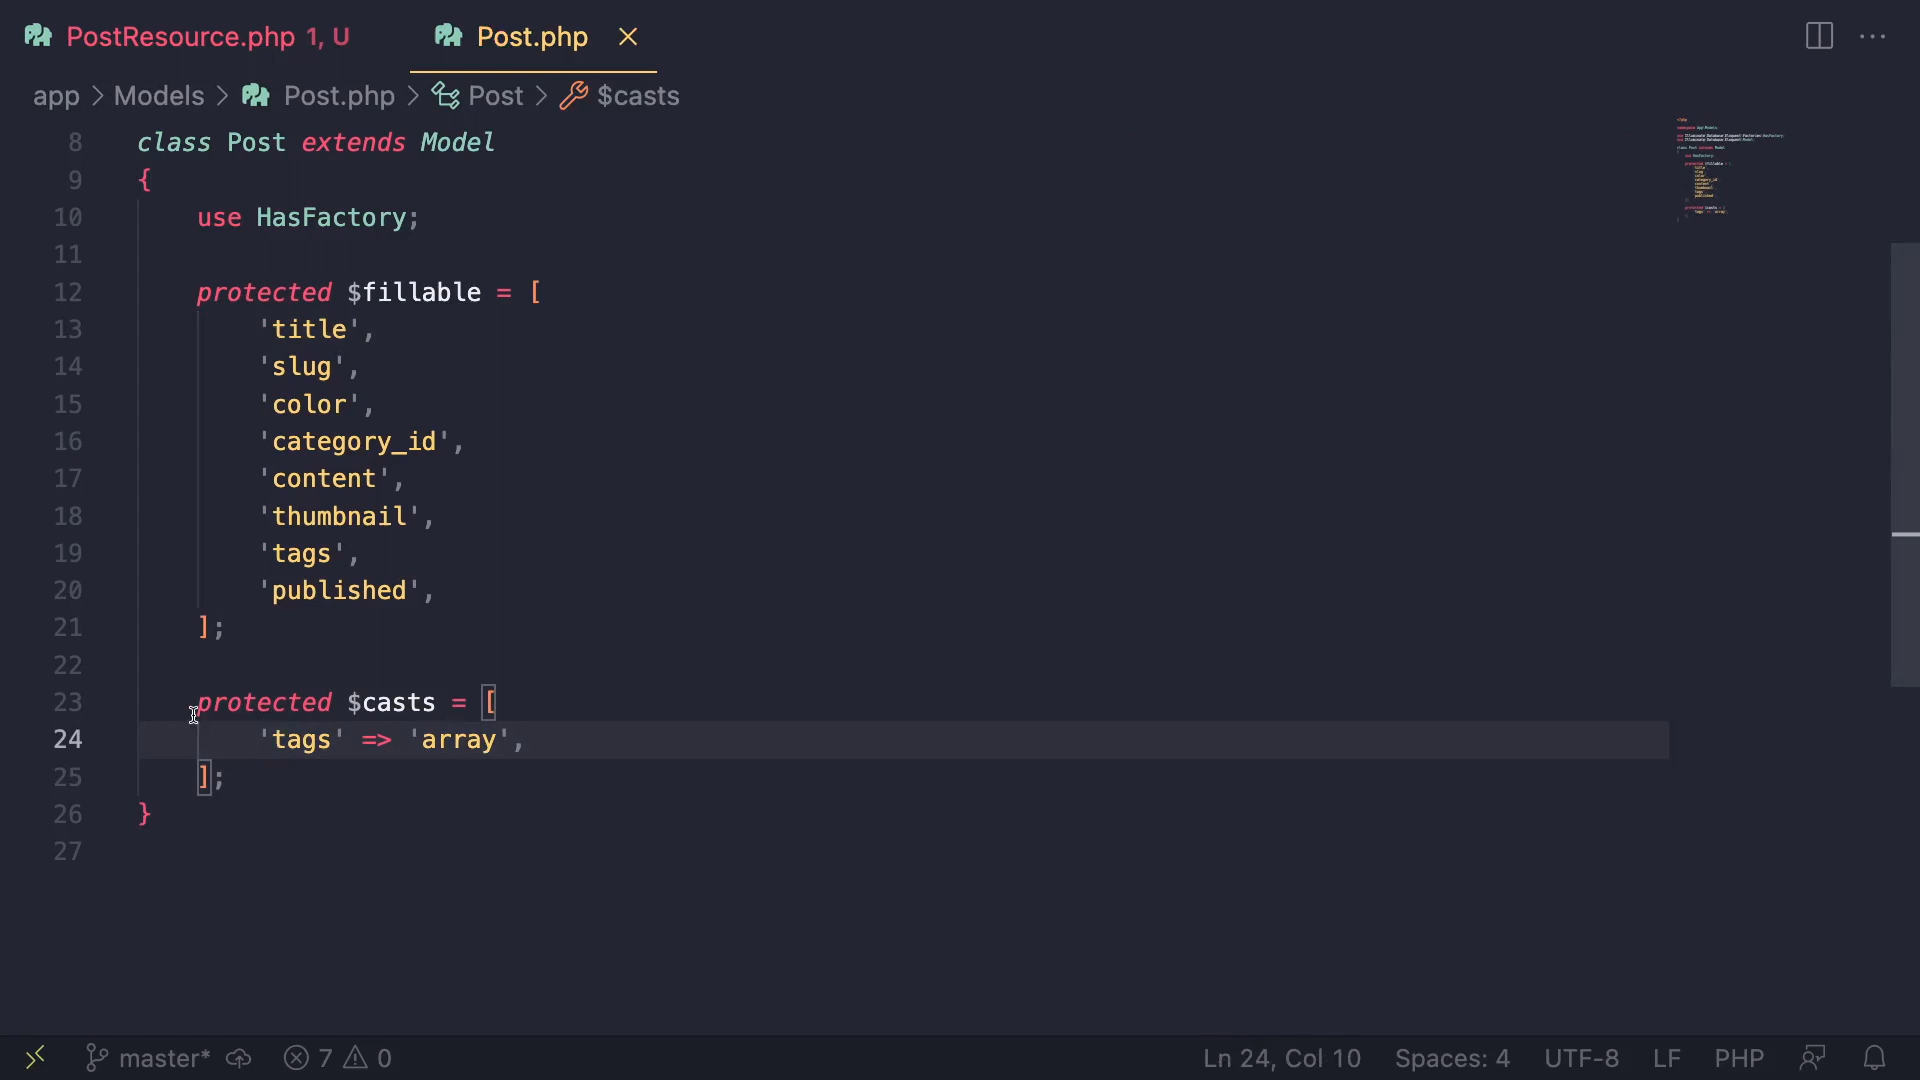 PostResource.php 1, U
Post.php
app > Models > Post.php > Post > $casts
8 class Post extends Model
9 {
10 use HasFactory;
11
12 protected $fillable = [
13 'title',
14 'slug',
15 'color',
16 'category_id',
17 'content',
18 'thumbnail',
19 'tags',
20 'published',
21 ];
22
23 protected $casts = [
24 'tags' => 'array',
25 ];
26 }
27
master* 7 0 Ln 24, Col 10 Spaces: 4 UTF-8 LF PHP